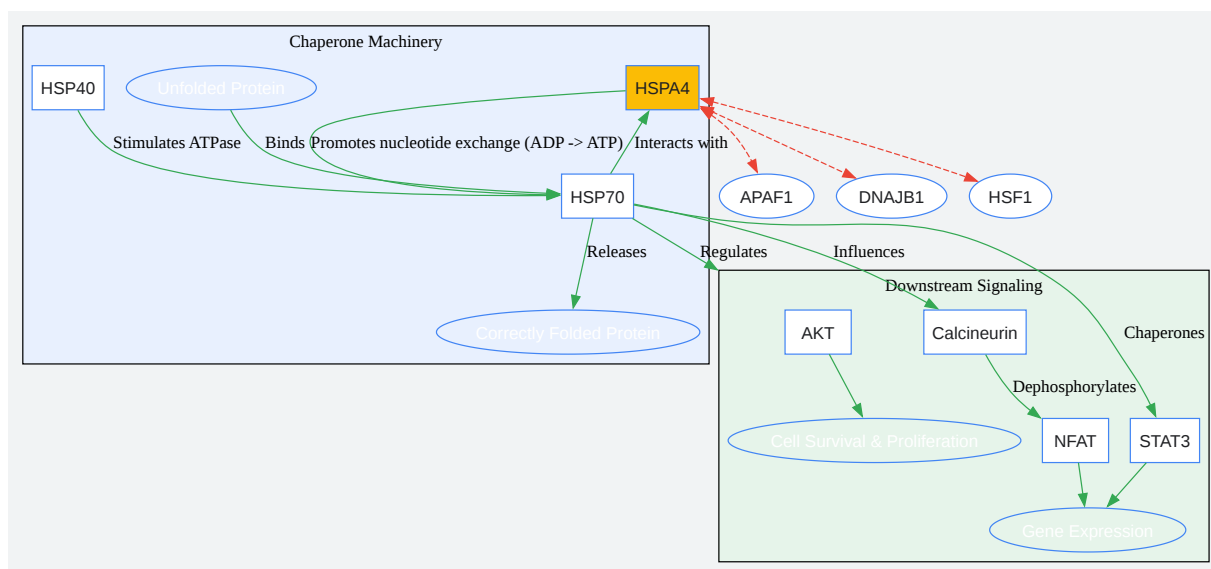 Chaperone Machinery
HSP40
Unfolded Protein
HSPA4
Stimulates ATPase
Binds
Promotes nucleotide exchange (ADP -> ATP)
Interacts with
HSP70
APAF1
DNAJB1
HSF1
Releases
Regulates
Influences
Downstream Signaling
Correctly Folded Protein
AKT
Calcineurin
Chaperones
Dephosphorylates
Cell Survival & Proliferation
NFAT
STAT3
Gene Expression